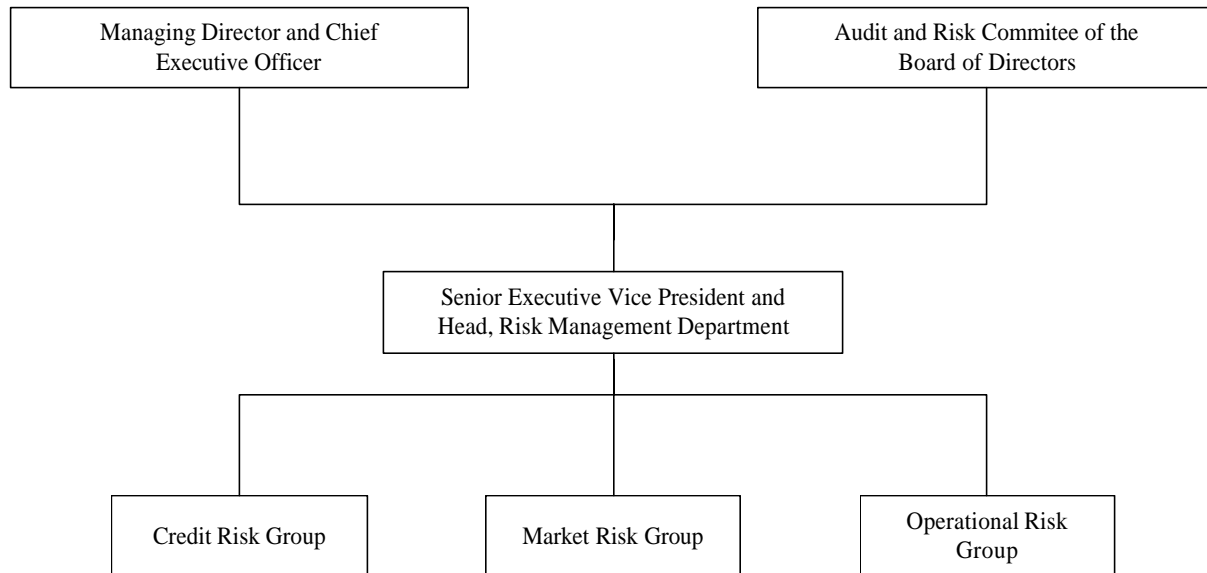 Managing Director and Chief
Executive Officer
Audit and Risk Commitee of the
Board of Directors
Senior Executive Vice President and
Head, Risk Management Department
Credit Risk Group
Market Risk Group
Operational Risk
Group